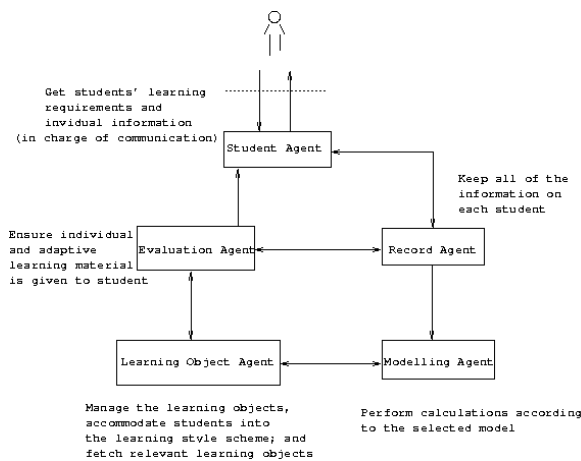 Get students' learning
requirements and
invidual information
(in charge of communication)
Student Agent
Keep all of the
information on
each student
Ensure individual
and adaptive
learning material
is given to student
Evaluation Agent
Record Agent
Learning Object Agent
Modelling Agent
Manage the learning objects,
accommodate students into
the learning style scheme; and
fetch relevant learning objects
Perform calculations according
to the selected model